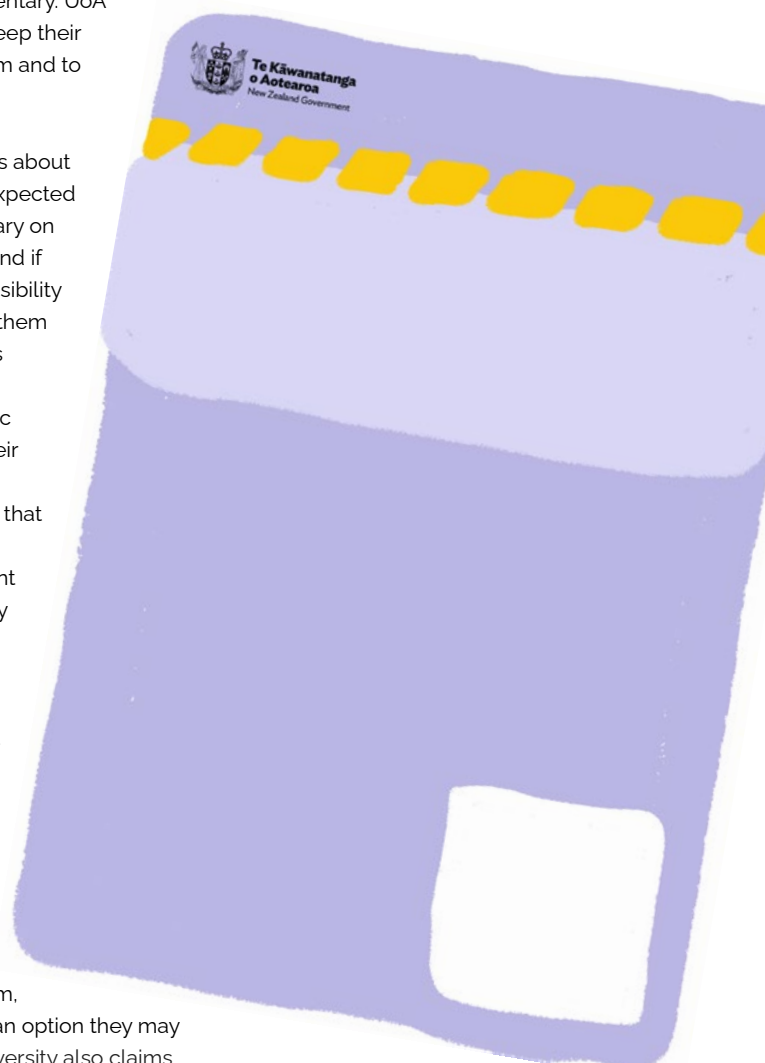 entary. UoA
eep their
m and to
Te Kāwanatanga
o Aotearoa
New Zealand Government
s about
xpected
ary on
nd if
sibility
them
s
c
eir
that
nt
y
m,
an option they may
versity also claims